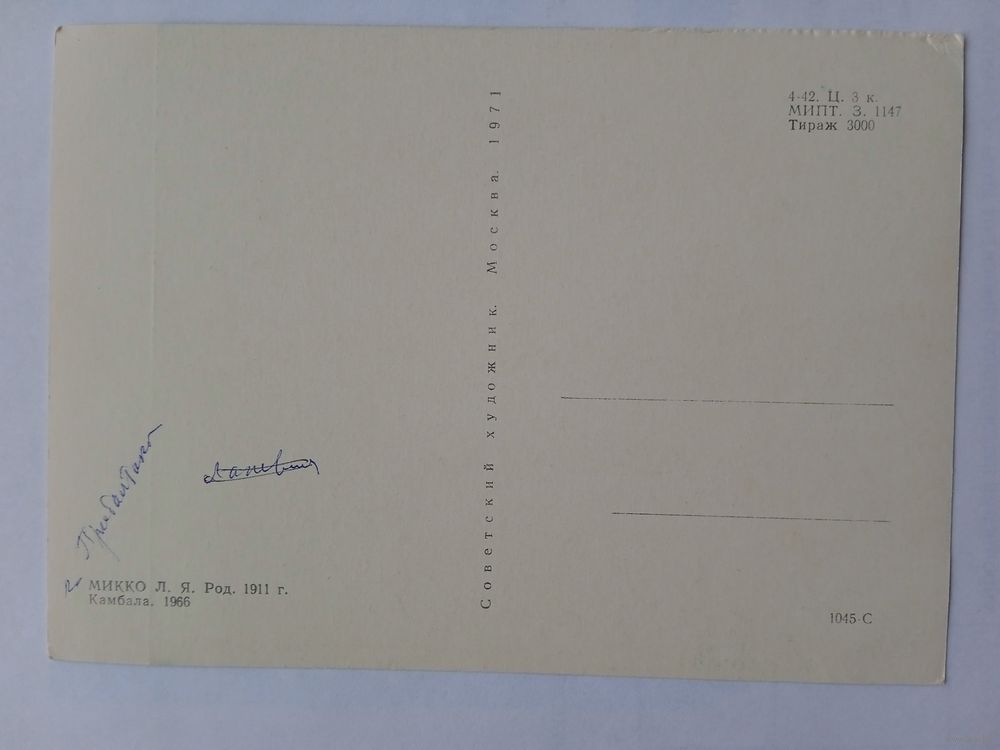 4-42. Ц. 3 к.
МИПТ. З. 1147
Тираж 3000
Советский художник. Москва. 1971
МИККО Л. Я. Род. 1911 г.
Камбала. 1966
1045-С